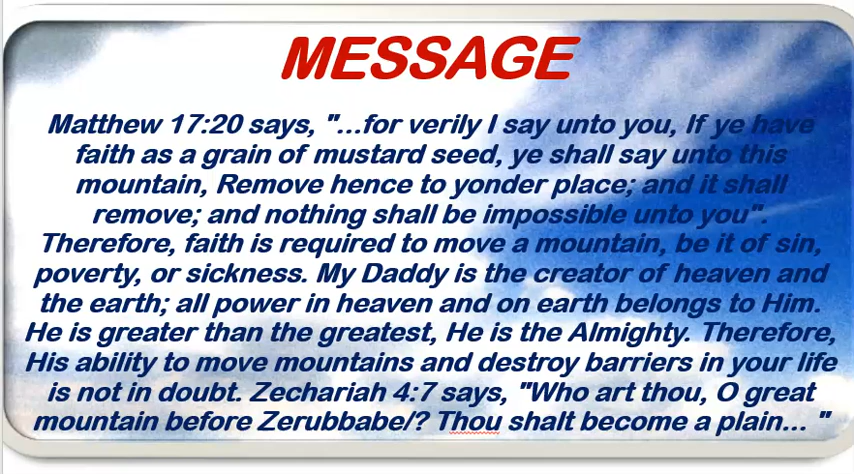 MESSAGE
Matthew 17:20 says, "...for verily I say unto you, If ye have
faith as a grain of mustard seed, ye shall say unto this
mountain, Remove hence to yonder place; and it shall
remove; and nothing shall be impossible unto you".
Therefore, faith is required to move a mountain, be it of sin,
poverty, or sickness. My Daddy is the creator of heaven and
the earth; all power in heaven and on earth belongs to Him.
He is greater than the greatest, He is the Almighty. Therefore,
His ability to move mountains and destroy barriers in your life
is not in doubt. Zechariah 4:7 says, "Who art thou, O great
mountain before Zerubbabe/? Thou shalt become a plain... "